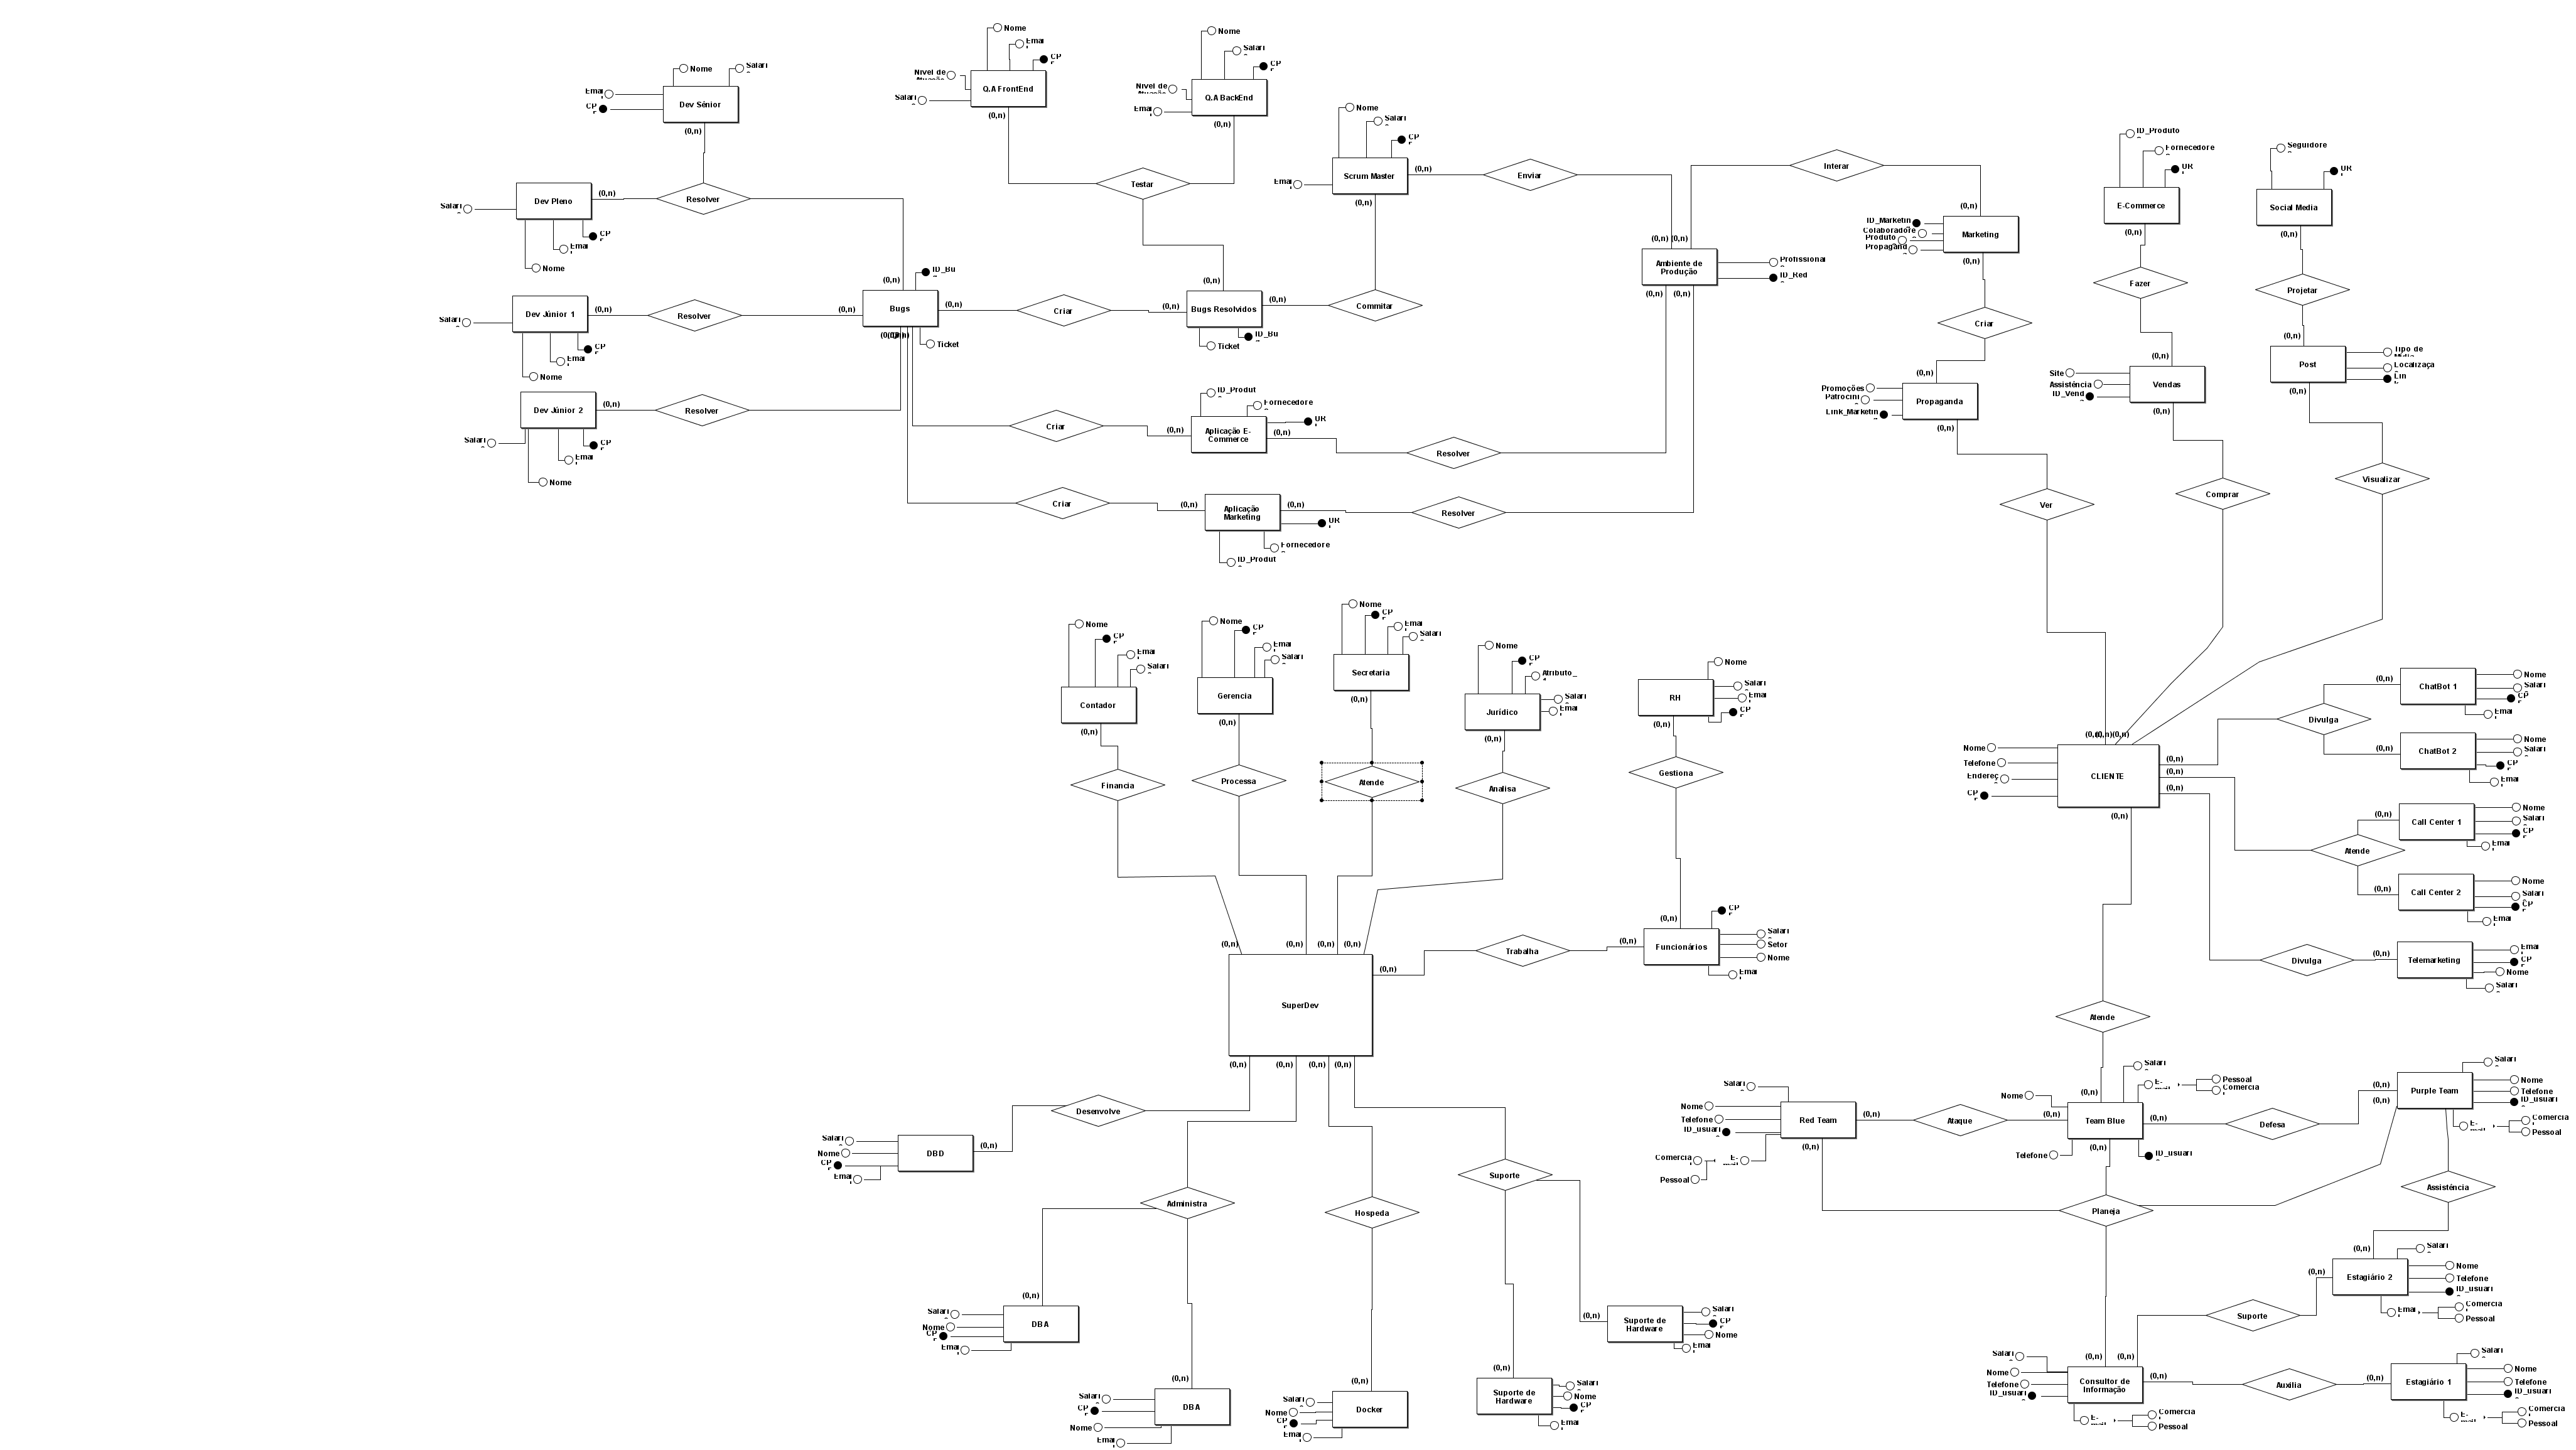 Nome
Salari
Emai
CP
Dev Sênior
(0,n)
Nome
Emai
CP
Nível de
Salari
Q.A FrontEnd
(0,n)
Nome
Salari
CP
Nível de
Emai
Q.A BackEnd
(0,n)
Testar
Nome
Salari
CP
Emai
Scrum Master
(0,n)
(0,n)
Enviar
Interar
Dev Pleno
(0,n)
Salari
CP
Emai
Nome
Resolver
(0,n)
Dev Júnior 1
(0,n)
Salari
CP
Emai
Nome
Resolver
(0,n)
Dev Júnior 2
(0,n)
Salari
CP
Emai
Nome
Resolver
Bugs
ID_Bu
Ticket
(0,n)
Criar
(0,n)
(0,n)
Bugs Resolvidos
ID_Bu
Ticket
(0,n)
Commitar
Criar
(0,n)
ID_Produt
Fornecedore
UR
Aplicação E-
Commerce
(0,n)
Resolver
Criar
(0,n)
Aplicação
Marketing
(0,n)
UR
Fornecedore
ID_Produt
Resolver
(0,n)
(0,n)
Ambiente de
Produção
Profissional
ID_Red
(0,n)
(0,n)
(0,n)
ID_Marketin
Colaboradore
Produto
Propagand
Marketing
(0,n)
Criar
(0,n)
Promoções
Patrocini
Link_Marketin
Propaganda
(0,n)
Ver
ID_Produto
Fornecedore
UR
E-Commerce
(0,n)
Fazer
(0,n)
Site
Assistência
ID_Vend
Vendas
(0,n)
Comprar
Seguidore
UR
Social Media
(0,n)
Projetar
(0,n)
Post
Tipo de
Localizaça
Lin
(0,n)
Visualizar
Nome
CP
Emai
Salari
Contador
(0,n)
Financia
Nome
CP
Emai
Salari
Gerencia
(0,n)
Processa
Nome
CP
Emai
Salari
Secretaria
(0,n)
Atende
Nome
CP
Atributo_
Salari
Emai
Jurídico
(0,n)
Analisa
Nome
Salari
Emai
CP
RH
(0,n)
Gestiona
(0,n)
CP
Salari
Setor
Nome
Emai
Funcionários
(0,n)
Trabalha
(0,n)
(0,n)
(0,n)
(0,n)
(0,n)
SuperDev
(0,n)
(0,n)
(0,n)
(0,n)
Desenvolve
Salari
Nome
CP
Emai
DBD
(0,n)
Administra
(0,n)
Salari
Nome
CP
Emai
DBA
(0,n)
Salari
CP
Nome
Emai
DBA
Hospeda
(0,n)
Salari
Nome
CP
Emai
Docker
Suporte
(0,n)
Suporte de
Hardware
Salari
CP
Nome
Emai
(0,n)
Suporte de
Hardware
Salari
Nome
CP
Emai
Nome
Telefone
Endereç
CP
CLIENTE
(0,n)
(0,n)
(0,n)
(0,n)
Divulga
(0,n)
ChatBot 1
Nome
Salari
CP
Emai
(0,n)
ChatBot 2
Nome
Salari
CP
Emai
Atende
(0,n)
Call Center 1
Nome
Salari
CP
Emai
(0,n)
Call Center 2
Nome
Salari
CP
Emai
Divulga
(0,n)
Telemarketing
Emai
CP
Nome
Salari
Atende
(0,n)
Salari
Nome
E-
Pessoal
Comercia
Team Blue
Telefone
ID_usuari
(0,n)
(0,n)
(0,n)
Ataque
(0,n)
Salari
Nome
Telefone
ID_usuari
Comercia
E-
Pessoal
Red Team
(0,n)
Defesa
(0,n)
(0,n)
Salari
Nome
Telefone
ID_usuari
E-
Comercia
Pessoal
Purple Team
Planeja
Assistência
(0,n)
(0,n)
Estagiário 2
Salari
Nome
Telefone
ID_usuari
Emai
Comercia
Pessoal
Suporte
(0,n)
(0,n)
Salari
Nome
Telefone
ID_usuari
Consultor de
Informação
E-
Comercia
Pessoal
(0,n)
Auxilia
(0,n)
Estagiário 1
Salari
Nome
Telefone
ID_usuari
E-
Comercia
Pessoal